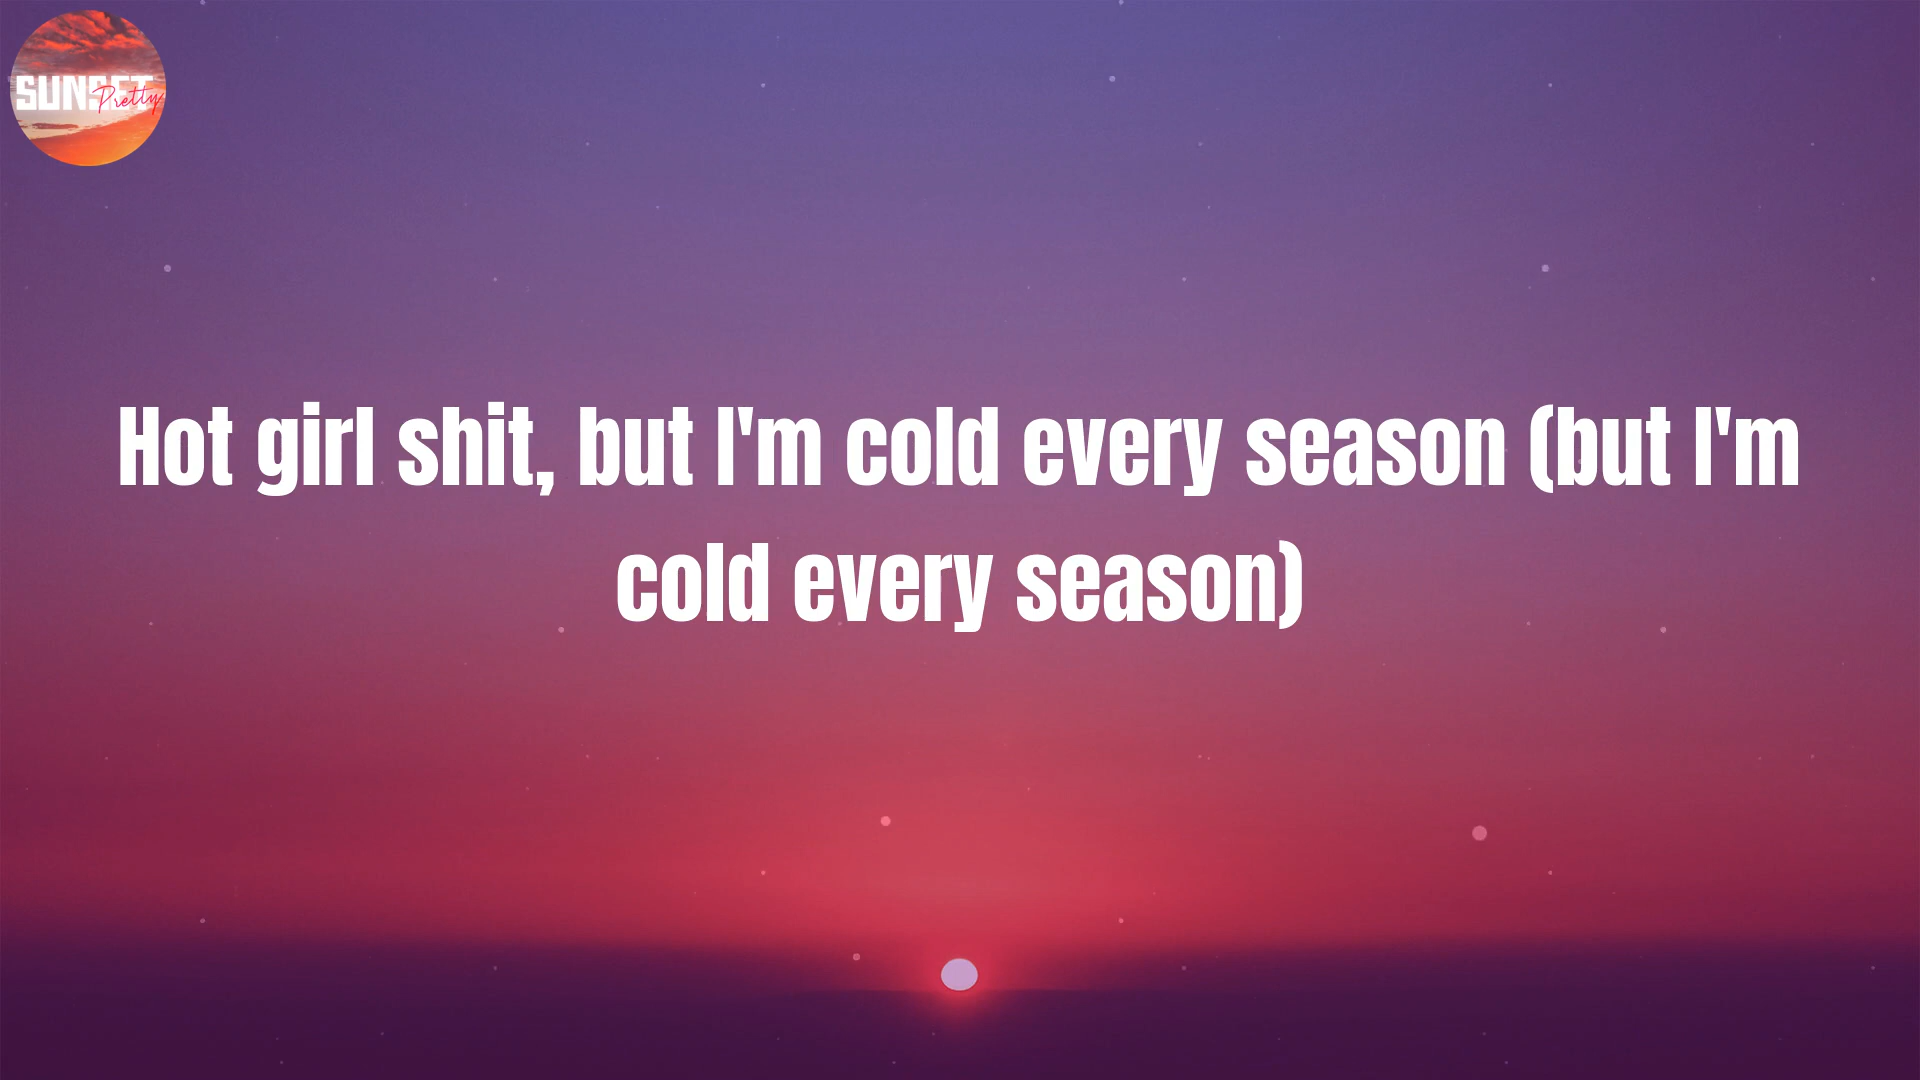 SUNSET
Pretty
Hot girl shit, but I'm cold every season (but I'm
cold every season)